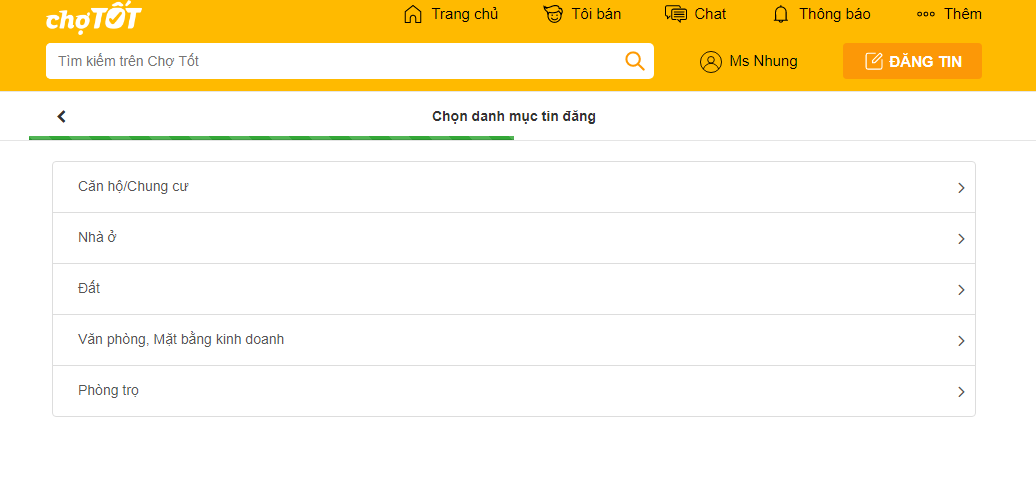 chợTỐT
Trang chủ
Tôi bán
Chat
Thông báo
Thêm
Tìm kiếm trên Chợ Tốt
Ms Nhung
ĐĂNG TIN
Chọn danh mục tin đăng
Căn hộ/Chung cư
Nhà ở
Đất
Văn phòng, Mặt bằng kinh doanh
Phòng trọ